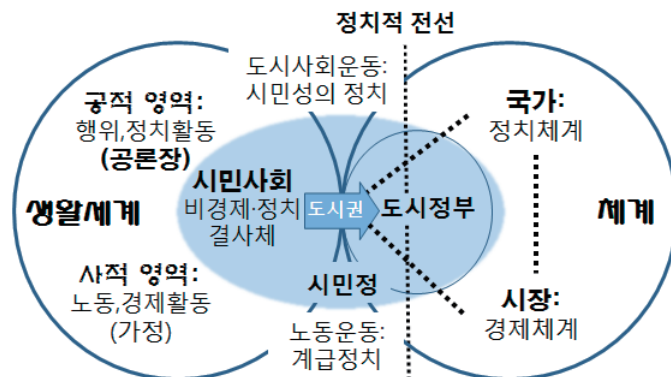 정치적 전선
도시사회운동:
시민성의 정치
공적 영역:
행위,정치활동
(공론장)
국가:
정치체계
시민사회
비경제·정치
결사체
생활세계
도시권
도시정부
체계
사적 영역:
노동,경제활동
(가정)
시민정
노동운동:
계급정치
시장:
경제체계